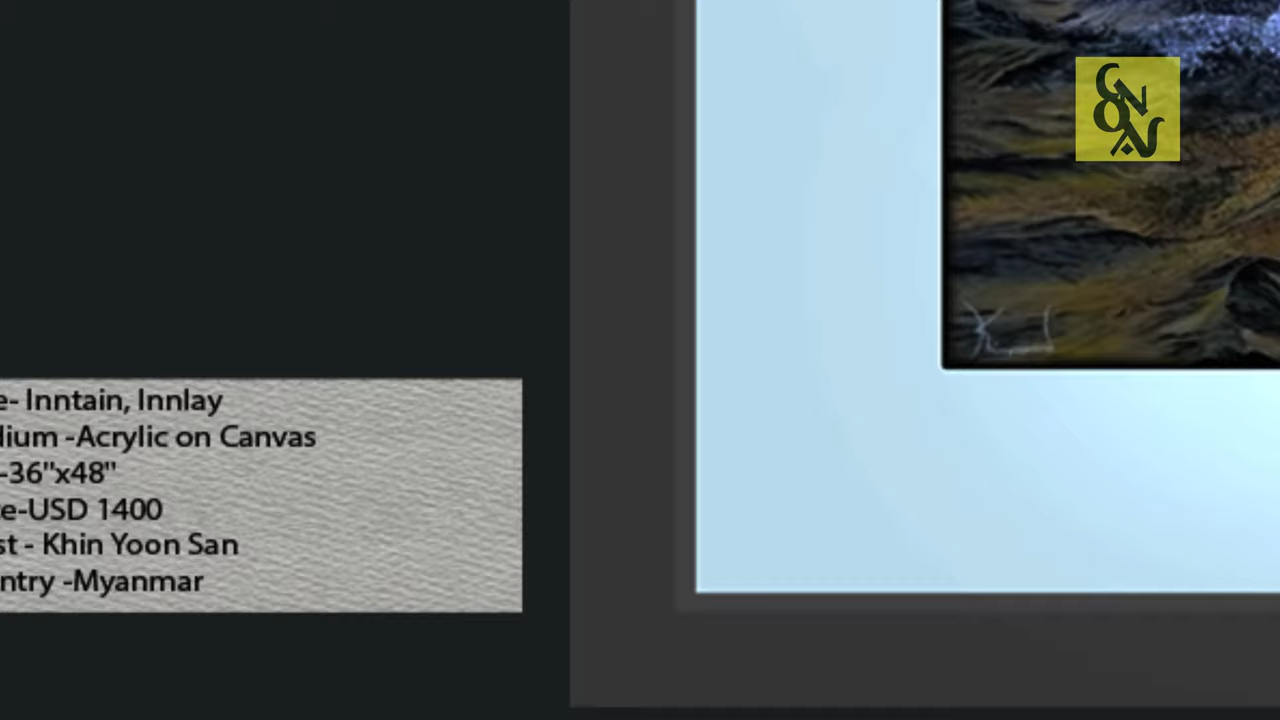 e- Inntain, Innlay
lium -Acrylic on Canvas
-36"x48"
e-USD 1400
st - Khin Yoon San
ntry -Myanmar